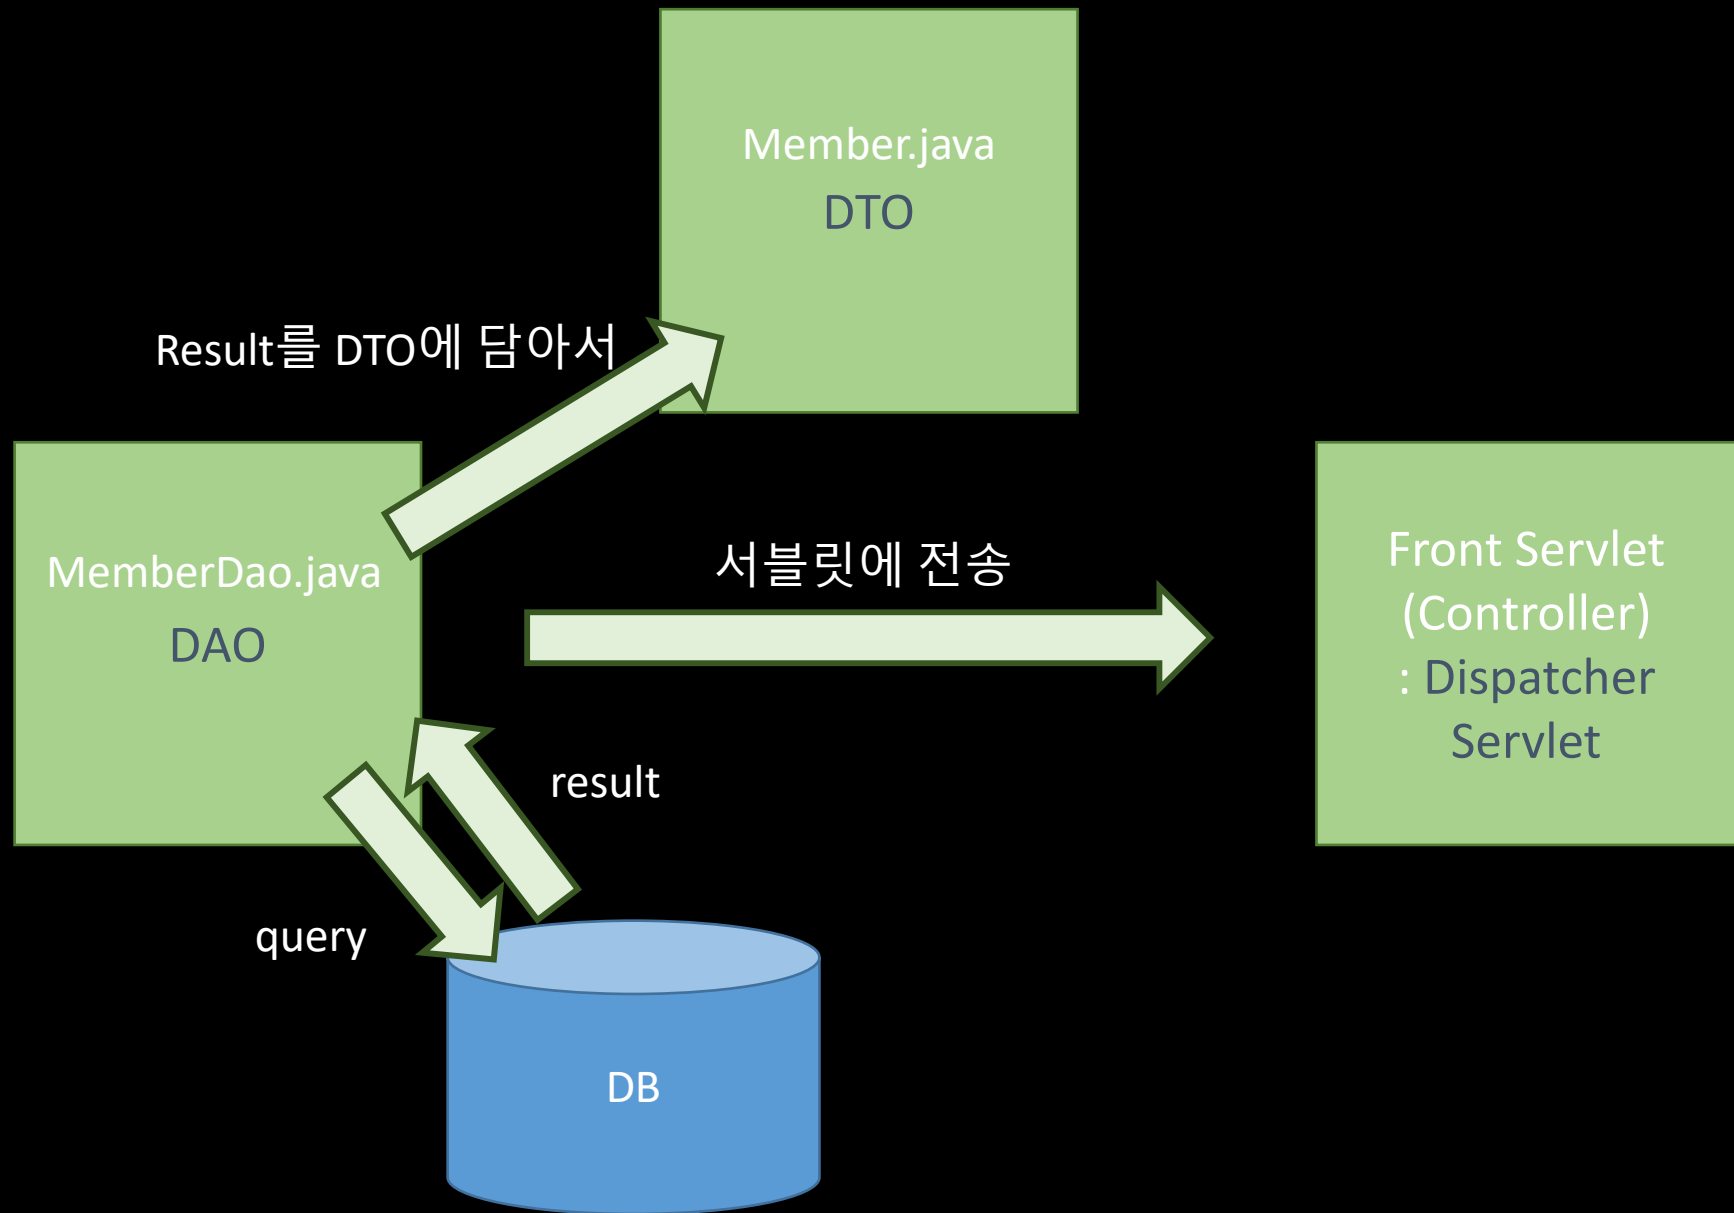 Member.java
DTO
Result를 DTO에 담아서
MemberDao.java
DAO
서블릿에 전송
Front Servlet
(Controller)
: Dispatcher
Servlet
result
query
DB